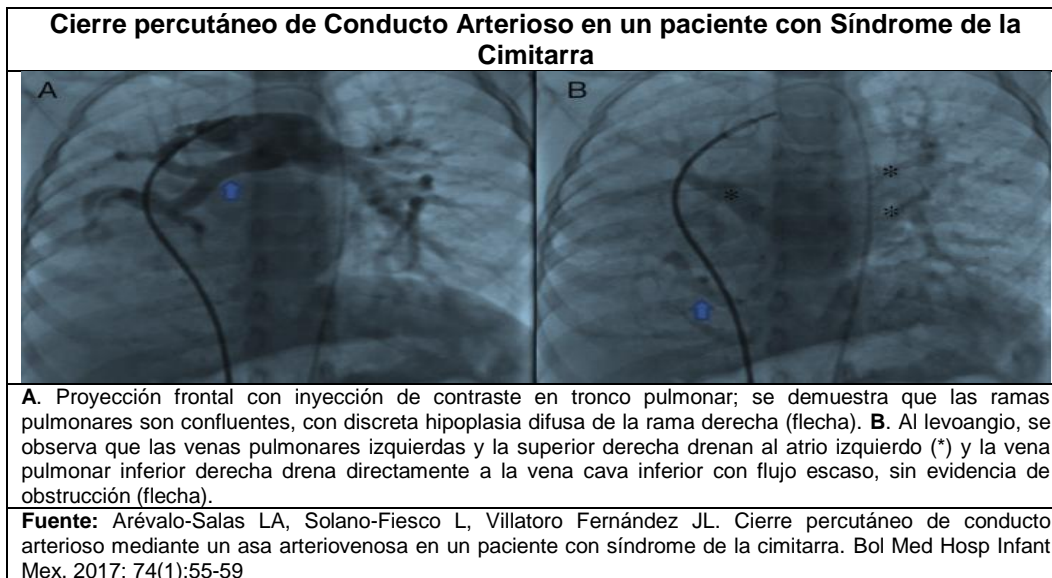 Cierre percutáneo de Conducto Arterioso en un paciente con Síndrome de la
Cimitarra
A
B
*
*
*
A. Proyección frontal con inyección de contraste en tronco pulmonar; se demuestra que las ramas
pulmonares son confluentes, con discreta hipoplasia difusa de la rama derecha (flecha). B. Al levoangio, se
observa que las venas pulmonares izquierdas y la superior derecha drenan al atrio izquierdo (*) y la vena
pulmonar inferior derecha drena directamente a la vena cava inferior con flujo escaso, sin evidencia de
obstrucción (flecha).
Fuente: Arévalo-Salas LA, Solano-Fiesco L, Villatoro Fernández JL. Cierre percutáneo de conducto
arterioso mediante un asa arteriovenosa en un paciente con síndrome de la cimitarra. Bol Med Hosp Infant
Mex. 2017; 74(1):55-59